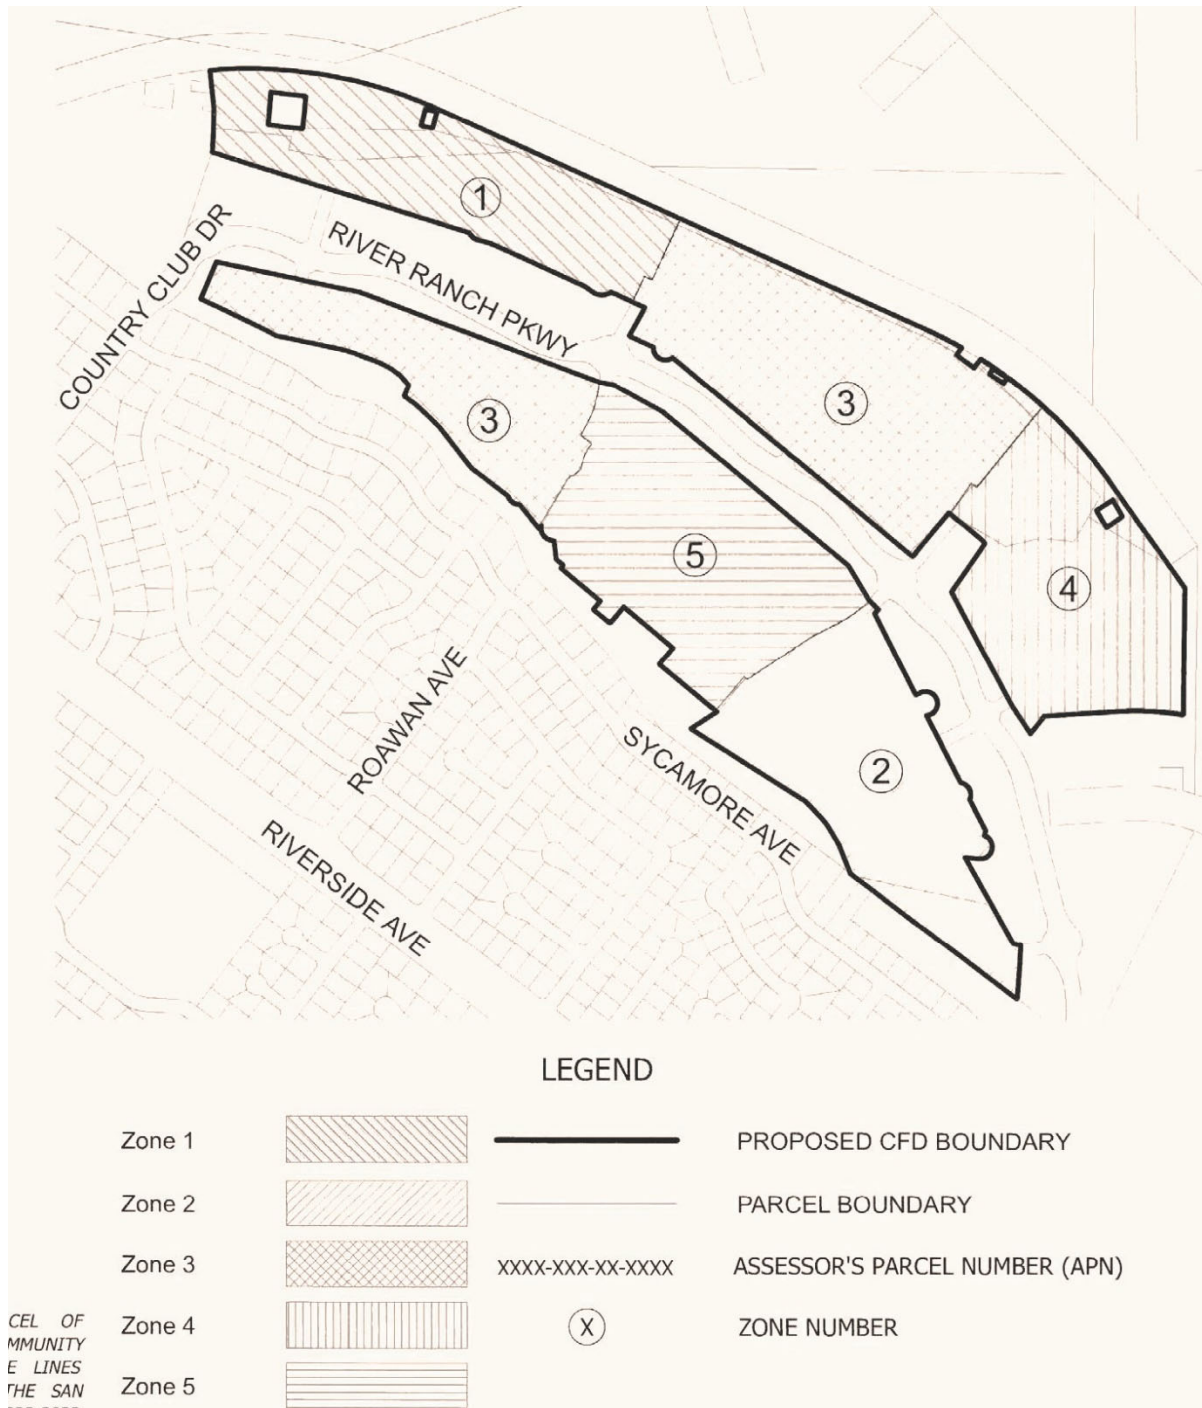 1
COUNTRY CLUB DR
RIVER RANCH PKWY
3
3
5
4
ROAWAN AVE
SYCAMORE AVE
2
RIVERSIDE AVE
LEGEND
Zone 1
PROPOSED CFD BOUNDARY
Zone 2
PARCEL BOUNDARY
Zone 3
XXXX-XXX-XX-XXXX
ASSESSOR'S PARCEL NUMBER (APN)
Zone 4
X
ZONE NUMBER
Zone 5
CEL OF
MMUNITY
E LINES
THE SAN